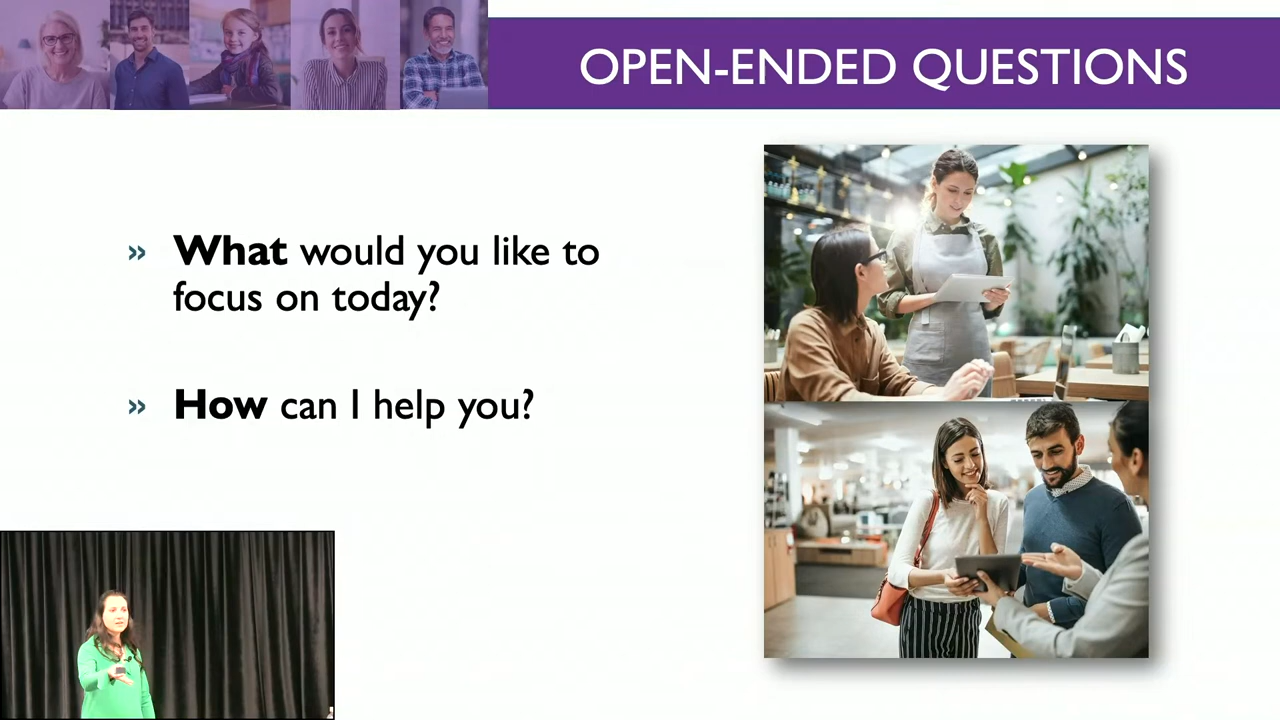 OPEN-ENDED QUESTIONS
» What would you like to
focus on today?
» How can I help you?